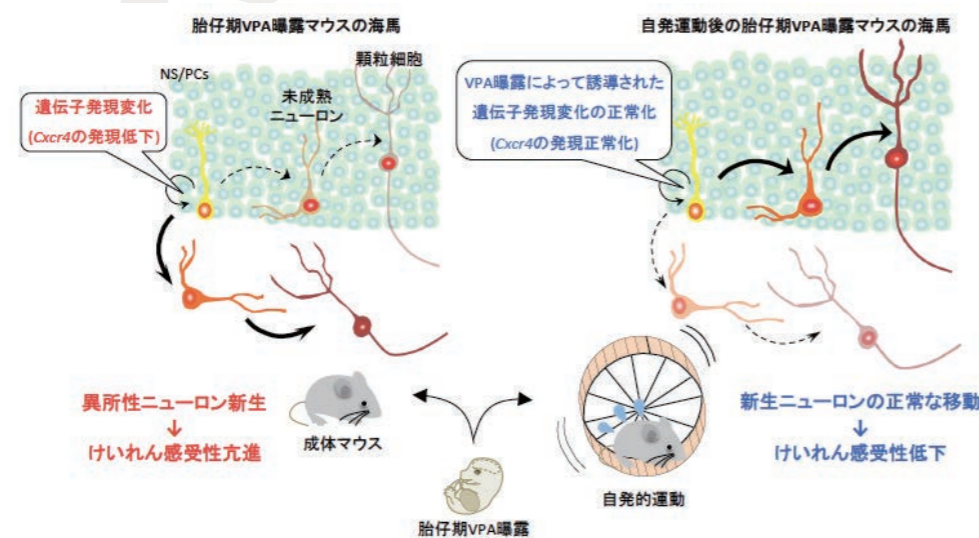 胎仔期VPA曝露マウスの海馬
NS/PCs
顆粒細胞
未成熟
ニューロン
遺伝子発現変化
(Cxcr4の発現低下)
異所性ニューロン新生
↓
けいれん感受性亢進
成体マウス
胎仔期VPA曝露
自発運動後の胎仔期VPA曝露マウスの海馬
VPA曝露によって誘導された
遺伝子発現変化の正常化
(Cxcr4の発現正常化)
自発的運動
新生ニューロンの正常な移動
↓
けいれん感受性低下